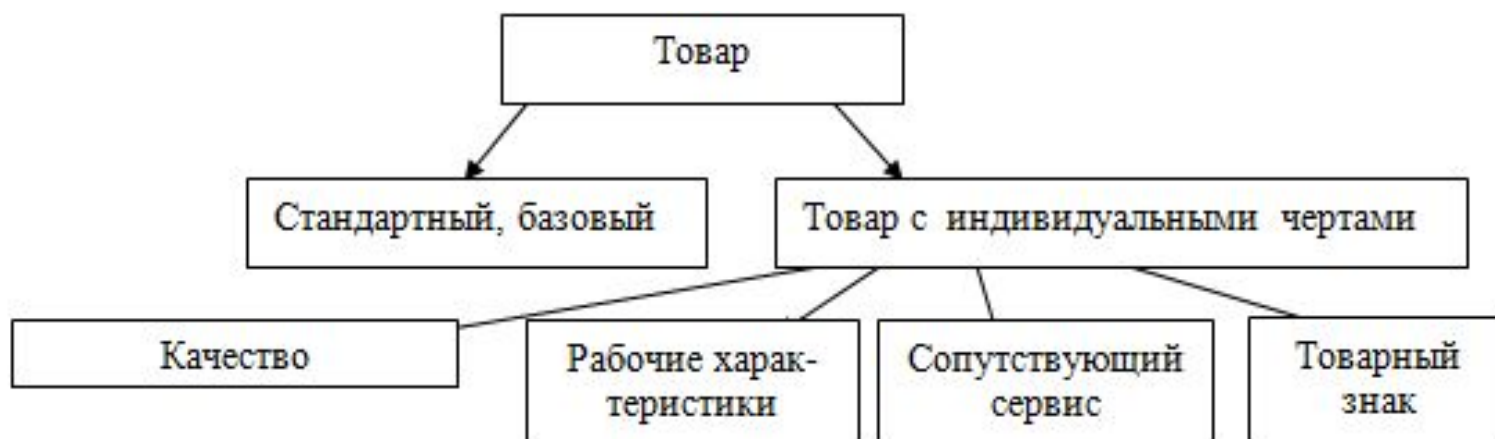 Товар
Стандартный, базовый
Товар с индивидуальными чертами
Качество
Рабочие харак-
теристики
Сопутствующий
сервис
Товарный
знак